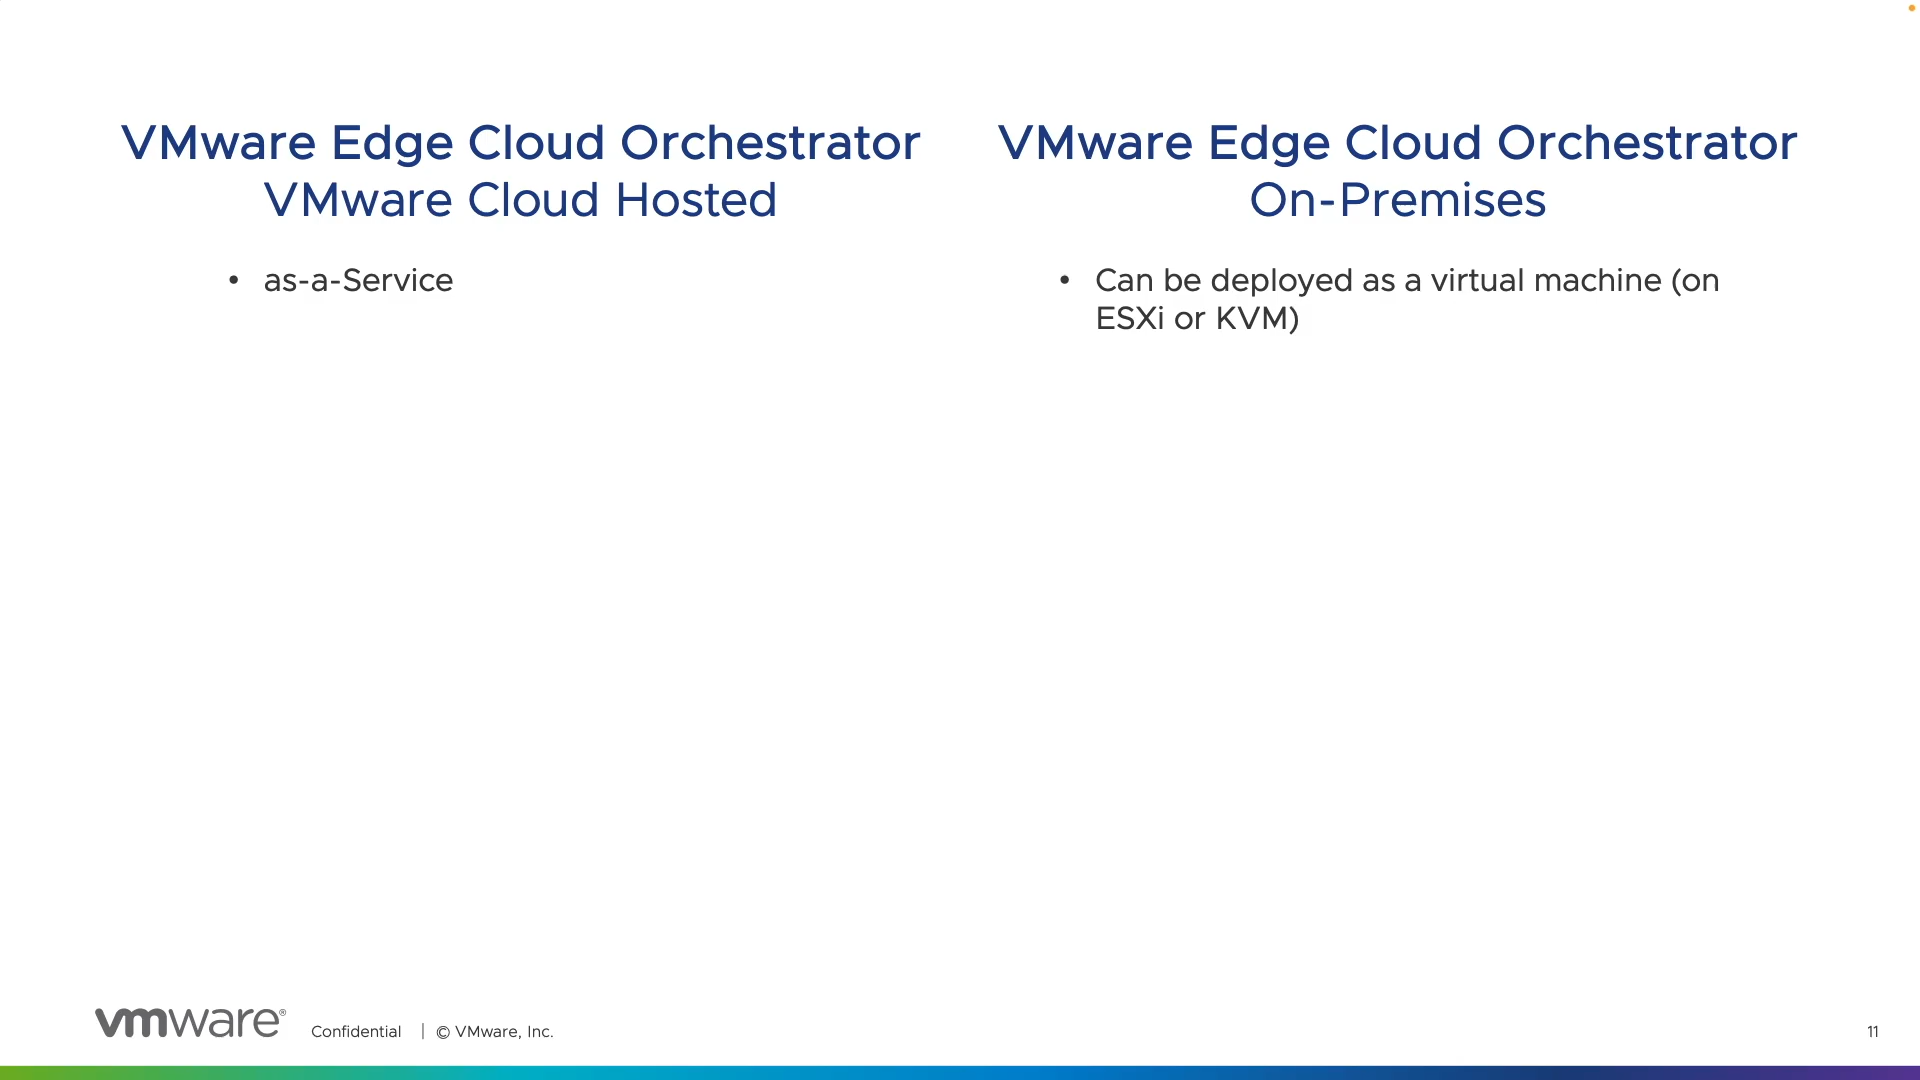 VMware Edge Cloud Orchestrator
VMware Cloud Hosted
• as-a-Service
VMware Edge Cloud Orchestrator
On-Premises
• Can be deployed as a virtual machine (on
ESXi or KVM)
vmware®
Confidential | © VMware, Inc.
11